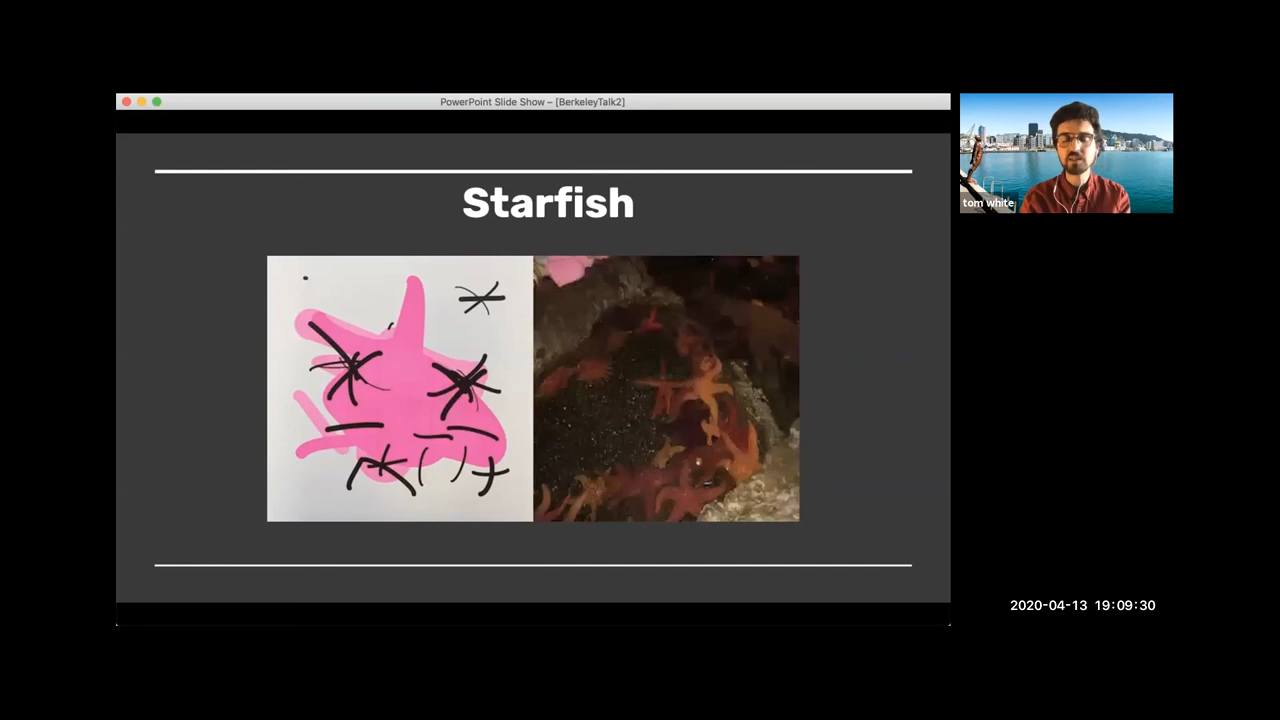 PowerPoint Slide Show – [BerkeleyTalk2]
Starfish
tom white
2020-04-13 19:09:30